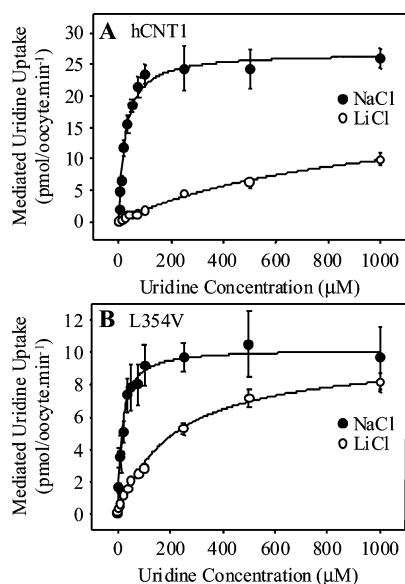 A hCNT1
Mediated Uridine Uptake
(pmol/oocyte.min⁻¹)
30
25
20
15
10
5
0
NaCl
LiCl
0 200 400 600 800 1000
Uridine Concentration (μM)
B L354V
Mediated Uridine Uptake
(pmol/oocyte.min⁻¹)
12
10
8
6
4
2
0
NaCl
LiCl
0 200 400 600 800 1000
Uridine Concentration (μM)